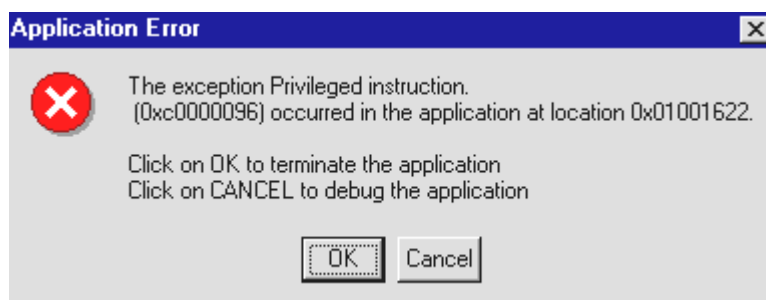 Application Error
The exception Privileged instruction.
(0xc0000096) occurred in the application at location 0x01001622.
Click on OK to terminate the application
Click on CANCEL to debug the application
OK
Cancel